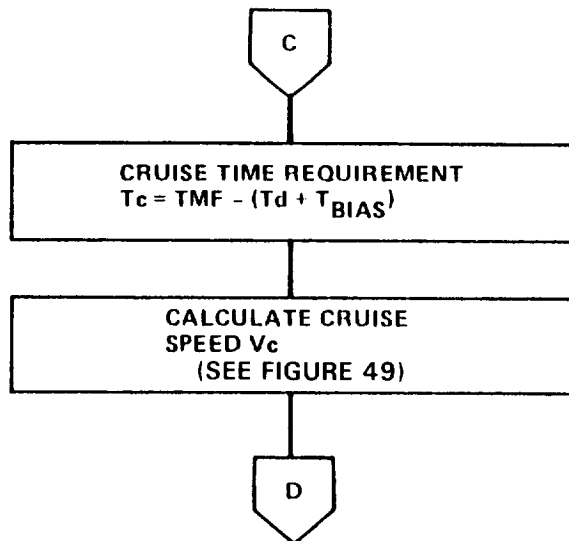 C
CRUISE TIME REQUIREMENT
Tc = TMF - (Td + TBIAS)
CALCULATE CRUISE
SPEED Vc
(SEE FIGURE 49)
D